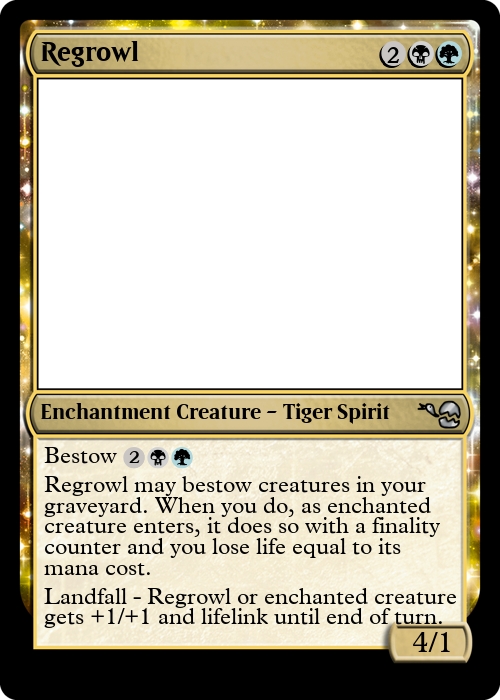 Regrowl 2
Enchantment Creature – Tiger Spirit
Bestow 2
Regrowl may bestow creatures in your
graveyard. When you do, as enchanted
creature enters, it does so with a finality
counter and you lose life equal to its
mana cost.
Landfall - Regrowl or enchanted creature
gets +1/+1 and lifelink until end of turn.
4/1